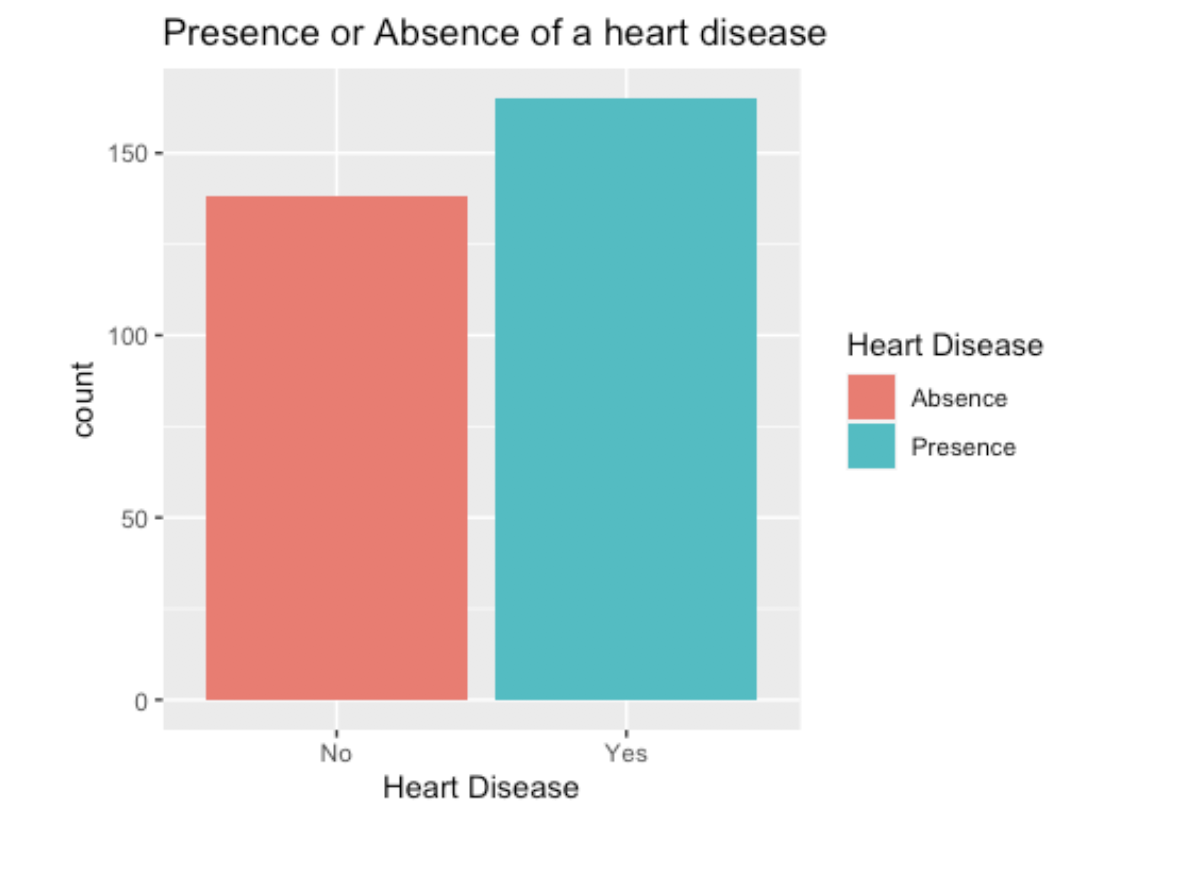 Presence or Absence of a heart disease
150
100
50
0
count
No Yes
Heart Disease
Heart Disease
Absence
Presence